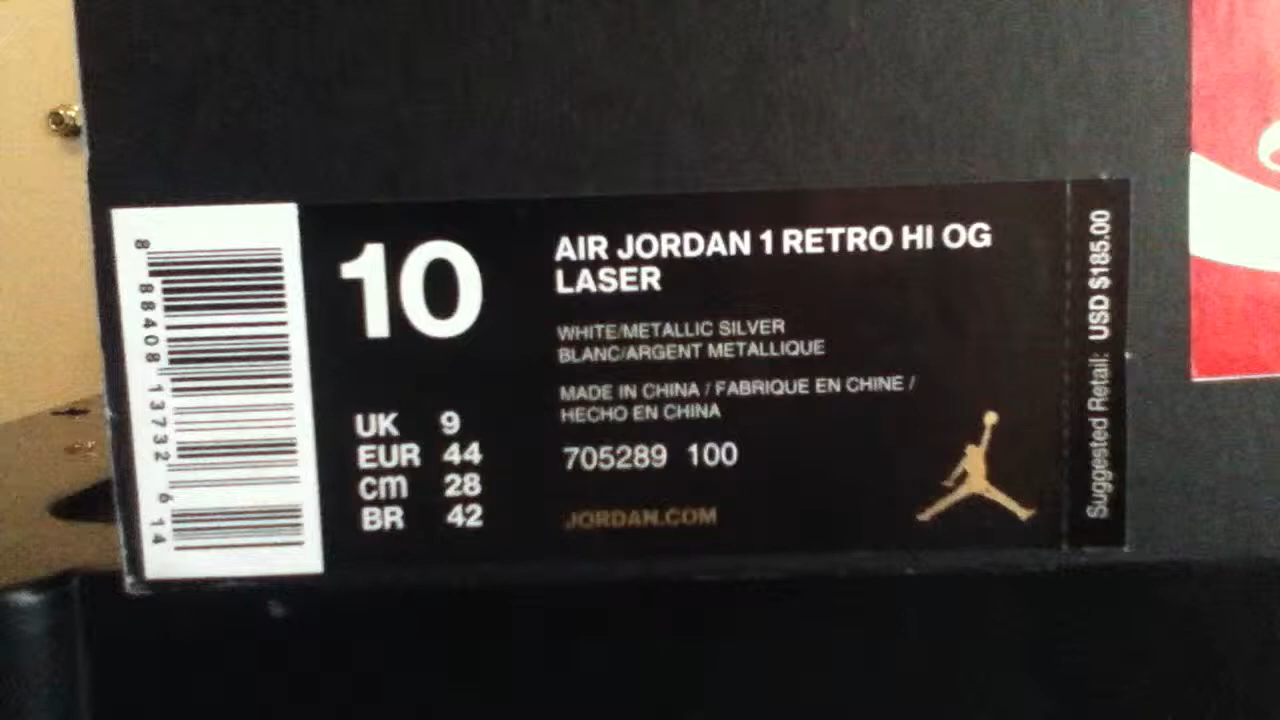 8 88408 13732 6 14
10
UK 9
EUR 44
cm 28
BR 42
AIR JORDAN 1 RETRO HI OG
LASER
WHITE/METALLIC SILVER
BLANC/ARGENT METALLIQUE
MADE IN CHINA / FABRIQUE EN CHINE /
HECHO EN CHINA
705289 100
JORDAN.COM
Suggested Retail: USD $185.00